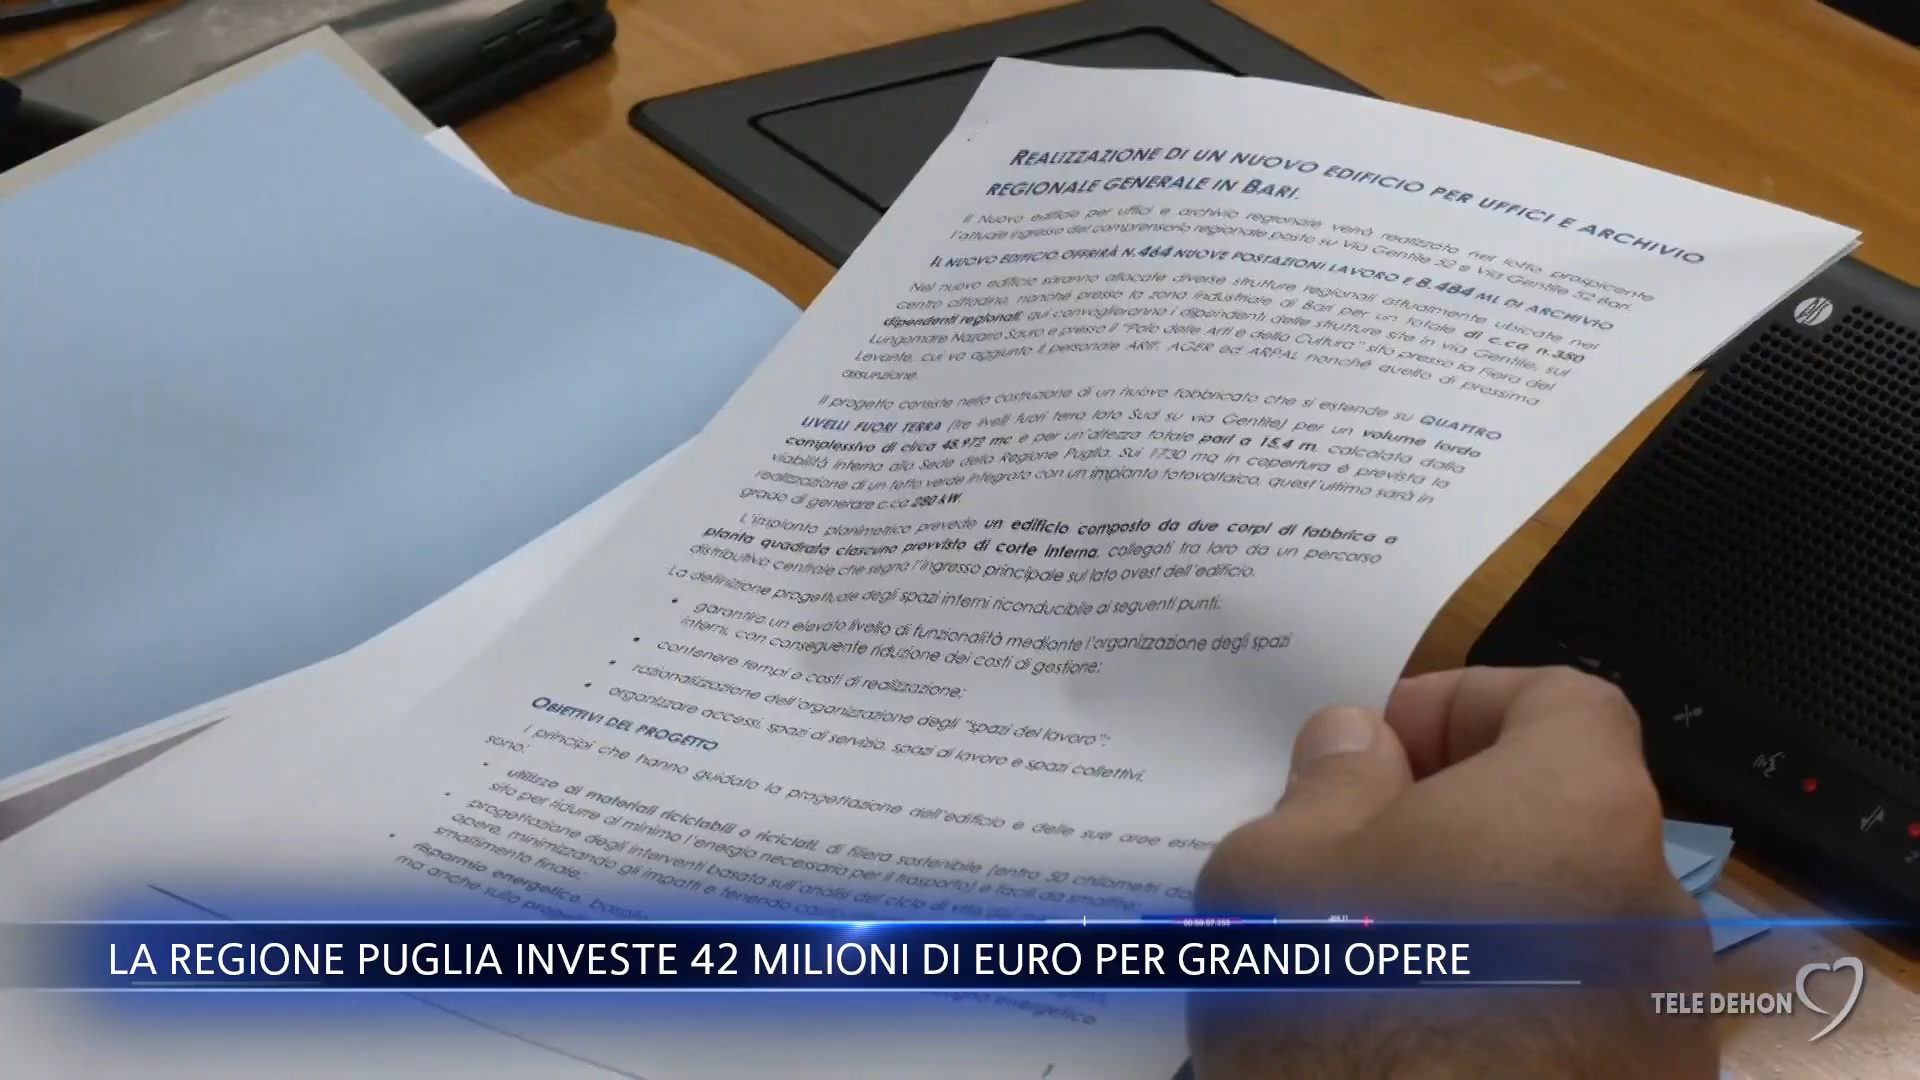 REALIZZAZIONE DI UN NUOVO EDIFICIO PER UFFICI E ARCHIVIO
REGIONALE GENERALE IN BARI.
Il Nuovo edificio per uffici e archivio regionale verrà realizzato nel lotto prospicente
l'attuale ingresso del comprensorio regionale posto su Via Gentile 52 e Via Gentile 52 Bari.
IL NUOVO EDIFICIO OFFRIRÀ N.464 NUOVE POSTAZIONI LAVORO E 8.484 ML DI ARCHIVIO
Nel nuovo edificio saranno allocate diverse strutture regionali attualmente ubicate nel
centro cittadino, nonché presso la zona industriale di Bari per un totale di c.ca n.350
dipendenti regionali, qui convoglieranno i dipendenti delle strutture site in via Gentile, sul
Lungomare Nazario Sauro e presso il "Polo delle Arti e della Cultura" sito presso la Fiera del
Levante, cui va aggiunto il personale ARIF, AGER ed ARPAL nonché quello di prossima
assunzione.
Il progetto consiste nella costruzione di un nuovo fabbricato che si estende su QUATTRO
LIVELLI FUORI TERRA (tre livelli fuori terra lato Sud su via Gentile) per un volume lordo
complessivo di circa 48.972 mc e per un'altezza totale pari a 15,4 m, calcolata dalla
viabilità interna alla Sede della Regione Puglia. Sui 1730 mq in copertura è prevista la
realizzazione di un tetto verde integrato con un impianto fotovoltaico, quest'ultimo sarà in
grado di generare c.ca 280 kW.
L'impianto planimetrico prevede un edificio composto da due corpi di fabbrica a
pianta quadrata ciascuno provvisto di corte interna, collegati tra loro da un percorso
distributivo centrale che segna l'ingresso principale sul lato ovest dell'edificio.
La definizione progettuale degli spazi interni riconducibile ai seguenti punti:
• garantire un elevato livello di funzionalità mediante l'organizzazione degli spazi
interni, con conseguente riduzione dei costi di gestione;
• contenere tempi e costi di realizzazione;
• razionalizzazione dell'organizzazione degli "spazi del lavoro";
• organizzare accessi, spazi di servizio, spazi di lavoro e spazi collettivi.
OBIETTIVI DEL PROGETTO
I principi che hanno guidato la progettazione dell'edificio e delle sue aree
sono:
• utilizzo di materiali riciclabili o riciclati, di filiera sostenibile (entro 50 chilometri
sito per ridurre al minimo l'energia necessaria per il trasporto) e facili da smaltire;
• progettazione degli interventi basata sull'analisi del ciclo di vita
opere, minimizzando gli impatti e tenendo
smaltimento finale;
• risparmio energetico,
ma anche
energetico
LA REGIONE PUGLIA INVESTE 42 MILIONI DI EURO PER GRANDI OPERE
TELE DEHON